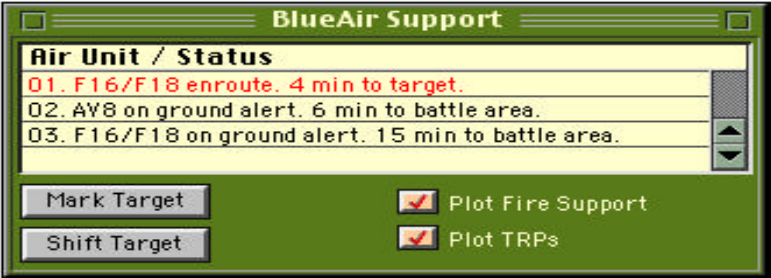 BlueAir Support
Air Unit / Status
01. F16/F18 enroute. 4 min to target.
02. AV8 on ground alert. 6 min to battle area.
03. F16/F18 on ground alert. 15 min to battle area.
Mark Target
Plot Fire Support
Shift Target
Plot TRPs